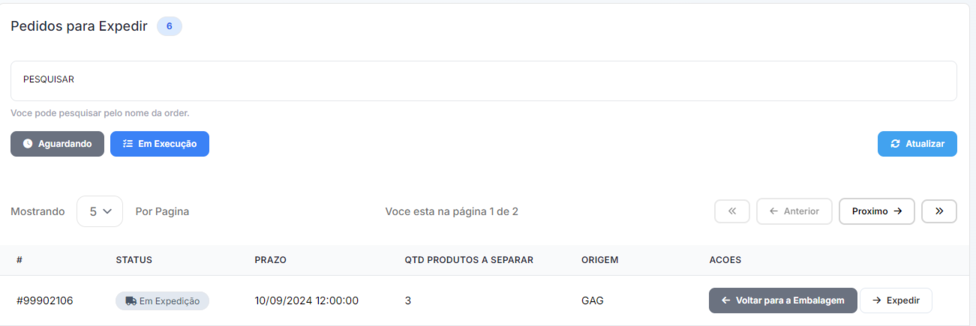 Pedidos para Expedir 6
PESQUISAR
Voce pode pesquisar pelo nome da order.
Aguardando Em Execução Atualizar
Mostrando 5 Por Pagina Voce esta na página 1 de 2 « ← Anterior Proximo → »
# STATUS PRAZO QTD PRODUTOS A SEPARAR ORIGEM ACOES
#99902106 Em Expedição 10/09/2024 12:00:00 3 GAG ← Voltar para a Embalagem → Expedir